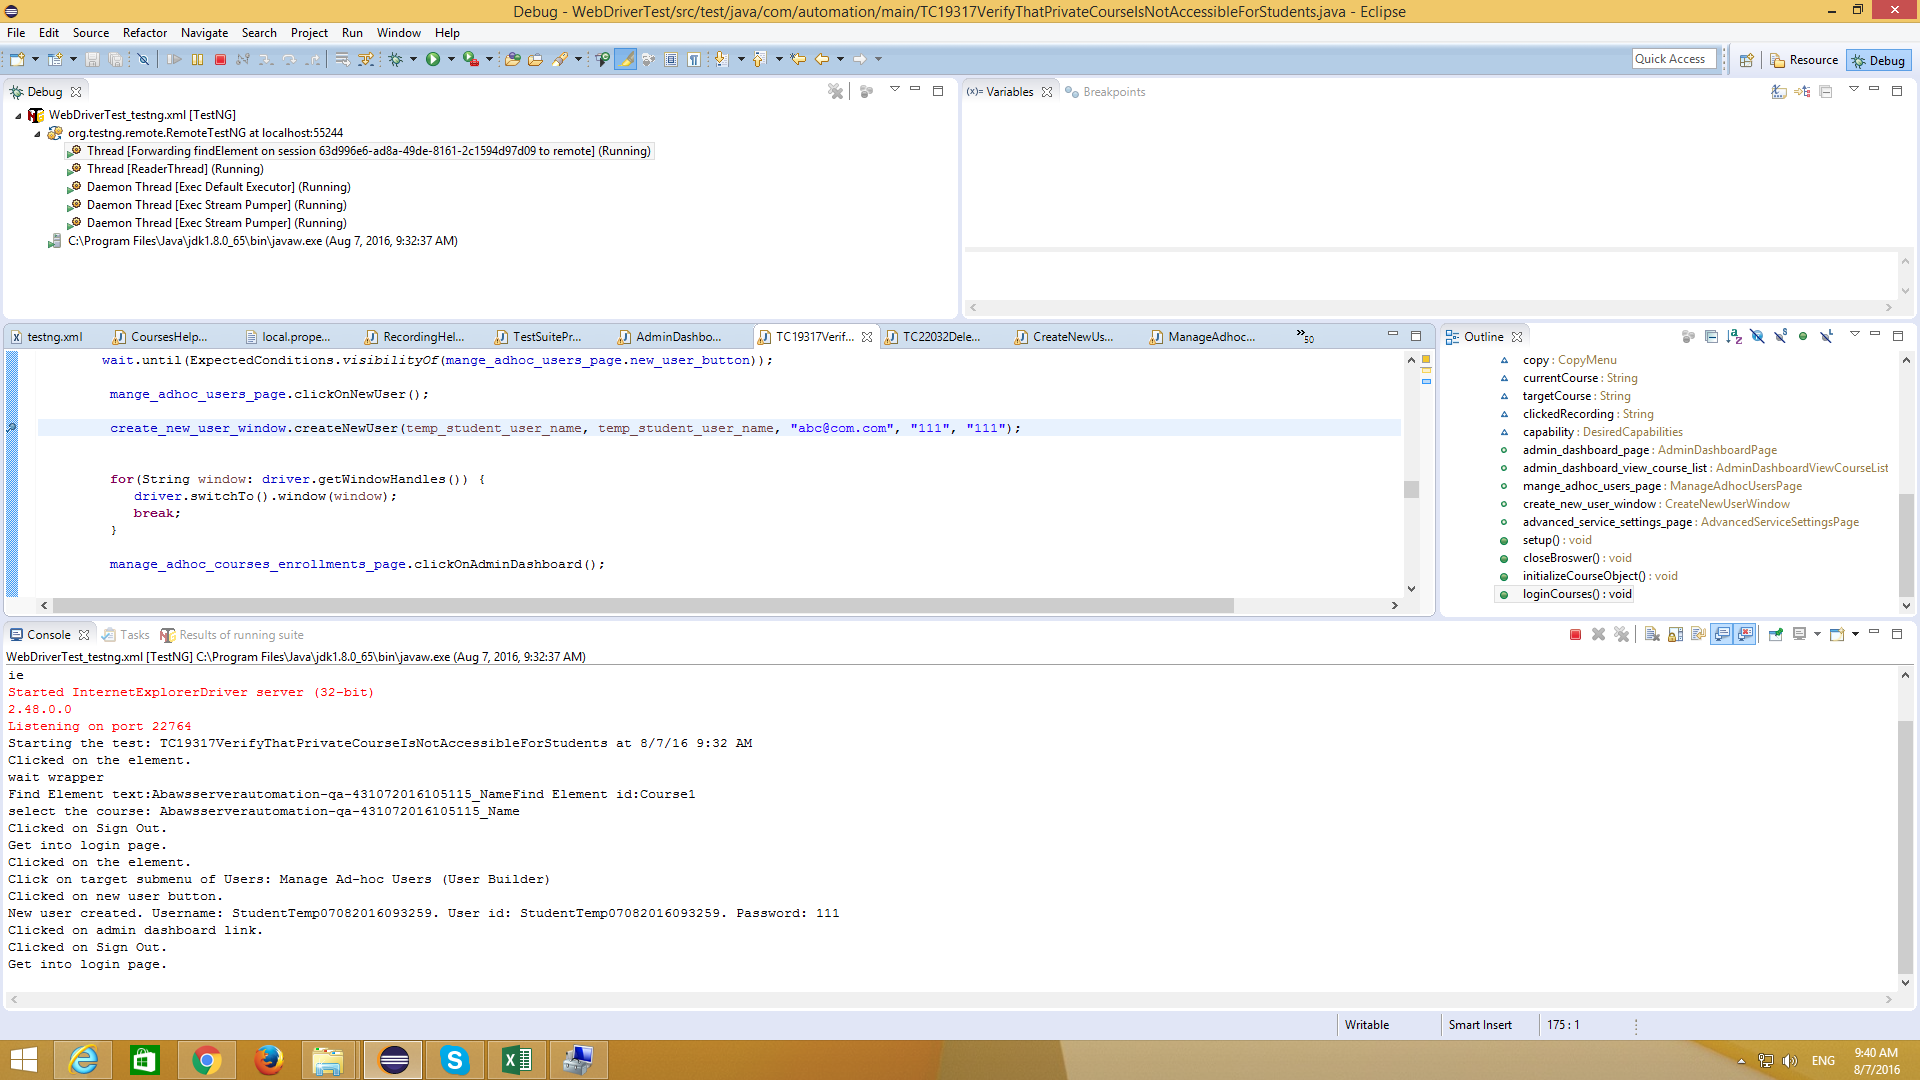 Debug - WebDriverTest/src/test/java/com/automation/main/TC19317VerifyThatPrivateCourseIsNotAccessibleForStudents.java - Eclipse
File Edit Source Refactor Navigate Search Project Run Window Help
Quick Access
Resource
Debug
Debug
WebDriverTest_testng.xml [TestNG]
org.testng.remote.RemoteTestNG at localhost:55244
Thread [Forwarding findElement on session 63d996e6-ad8a-49de-8161-2c1594d97d09 to remote] (Running)
Thread [ReaderThread] (Running)
Daemon Thread [Exec Default Executor] (Running)
Daemon Thread [Exec Stream Pumper] (Running)
Daemon Thread [Exec Stream Pumper] (Running)
C:\Program Files\Java\jdk1.8.0_65\bin\javaw.exe (Aug 7, 2016, 9:32:37 AM)
(x)= Variables
Breakpoints
testng.xml
CoursesHelp...
local.prope...
RecordingHel...
TestSuitePr...
AdminDashbo...
TC19317Verif...
TC22032Dele...
CreateNewUs...
ManageAdhoc...
»50
wait.until(ExpectedConditions.visibilityOf(mange_adhoc_users_page.new_user_button));
mange_adhoc_users_page.clickOnNewUser();
create_new_user_window.createNewUser(temp_student_user_name, temp_student_user_name, "abc@com.com", "111", "111");
for(String window: driver.getWindowHandles()) {
driver.switchTo().window(window);
break;
}
manage_adhoc_courses_enrollments_page.clickOnAdminDashboard();
Outline
copy : CopyMenu
currentCourse : String
targetCourse : String
clickedRecording : String
capability : DesiredCapabilities
admin_dashboard_page : AdminDashboardPage
admin_dashboard_view_course_list : AdminDashboardViewCourseList
mange_adhoc_users_page : ManageAdhocUsersPage
create_new_user_window : CreateNewUserWindow
advanced_service_settings_page : AdvancedServiceSettingsPage
setup() : void
closeBroswer() : void
initializeCourseObject() : void
loginCourses() : void
Console
Tasks
Results of running suite
WebDriverTest_testng.xml [TestNG] C:\Program Files\Java\jdk1.8.0_65\bin\javaw.exe (Aug 7, 2016, 9:32:37 AM)
ie
Started InternetExplorerDriver server (32-bit)
2.48.0.0
Listening on port 22764
Starting the test: TC19317VerifyThatPrivateCourseIsNotAccessibleForStudents at 8/7/16 9:32 AM
Clicked on the element.
wait wrapper
Find Element text:Abawsserverautomation-qa-431072016105115_NameFind Element id:Course1
select the course: Abawsserverautomation-qa-431072016105115_Name
Clicked on Sign Out.
Get into login page.
Clicked on the element.
Click on target submenu of Users: Manage Ad-hoc Users (User Builder)
Clicked on new user button.
New user created. Username: StudentTemp07082016093259. User id: StudentTemp07082016093259. Password: 111
Clicked on admin dashboard link.
Clicked on Sign Out.
Get into login page.
Writable
Smart Insert
175 : 1
ENG
9:40 AM
8/7/2016